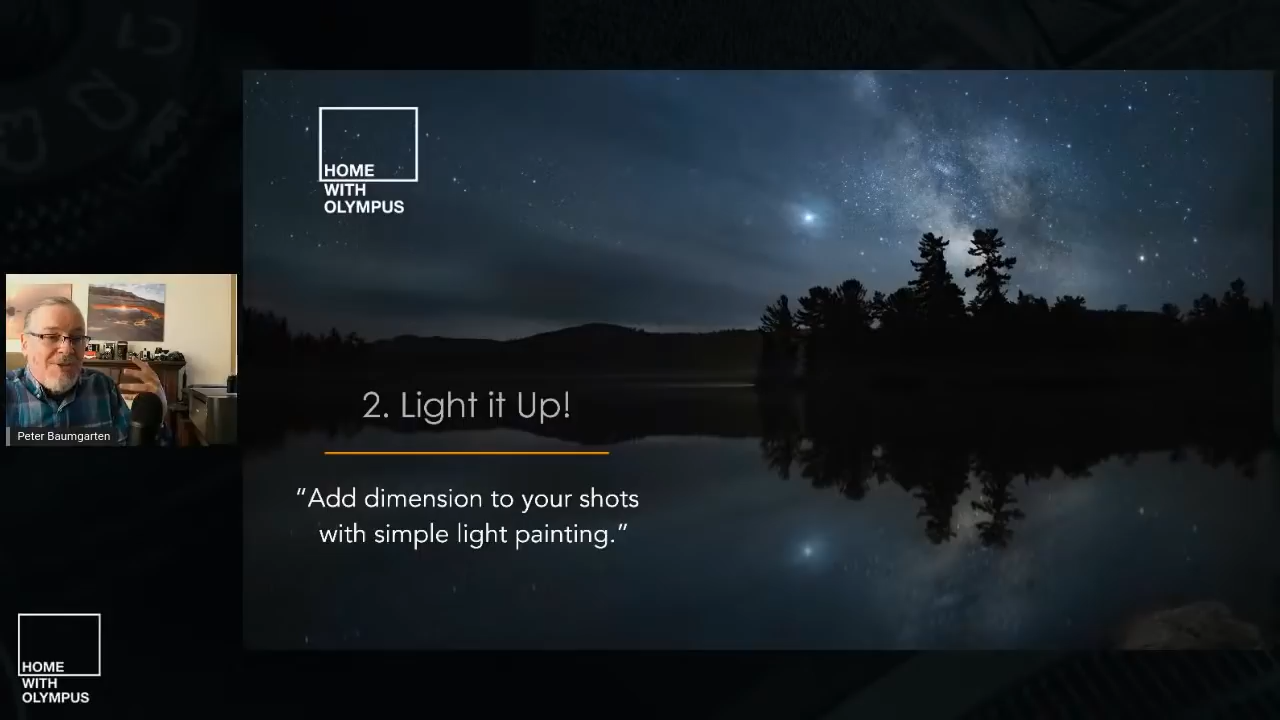 HOME
WITH
OLYMPUS
2. Light it Up!
“Add dimension to your shots
with simple light painting.”
Peter Baumgarten
HOME
WITH
OLYMPUS